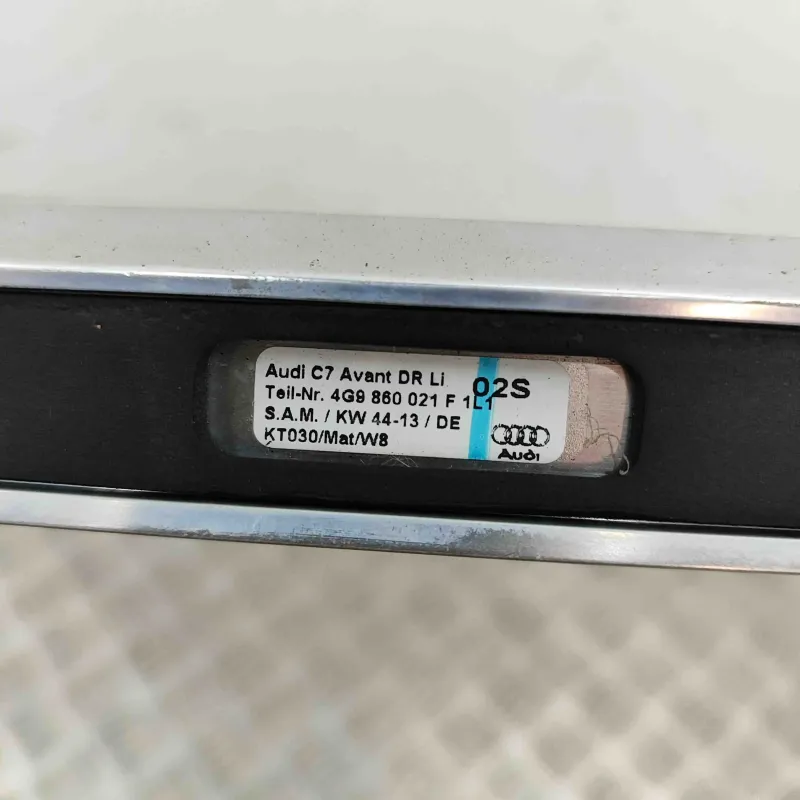 Audi C7 Avant DR Li 02S
Teil-Nr. 4G9 860 021 F 1L1
S.A.M. / KW 44-13 / DE
KT030/Mat/W8
Audi